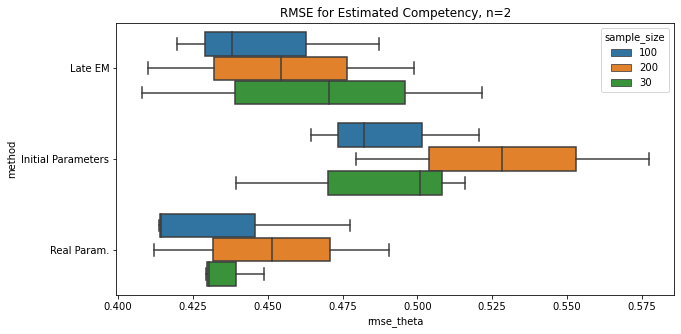 RMSE for Estimated Competency, n=2
sample_size
100
200
30
method
Late EM
Initial Parameters
Real Param.
0.400 0.425 0.450 0.475 0.500 0.525 0.550 0.575
rmse_theta